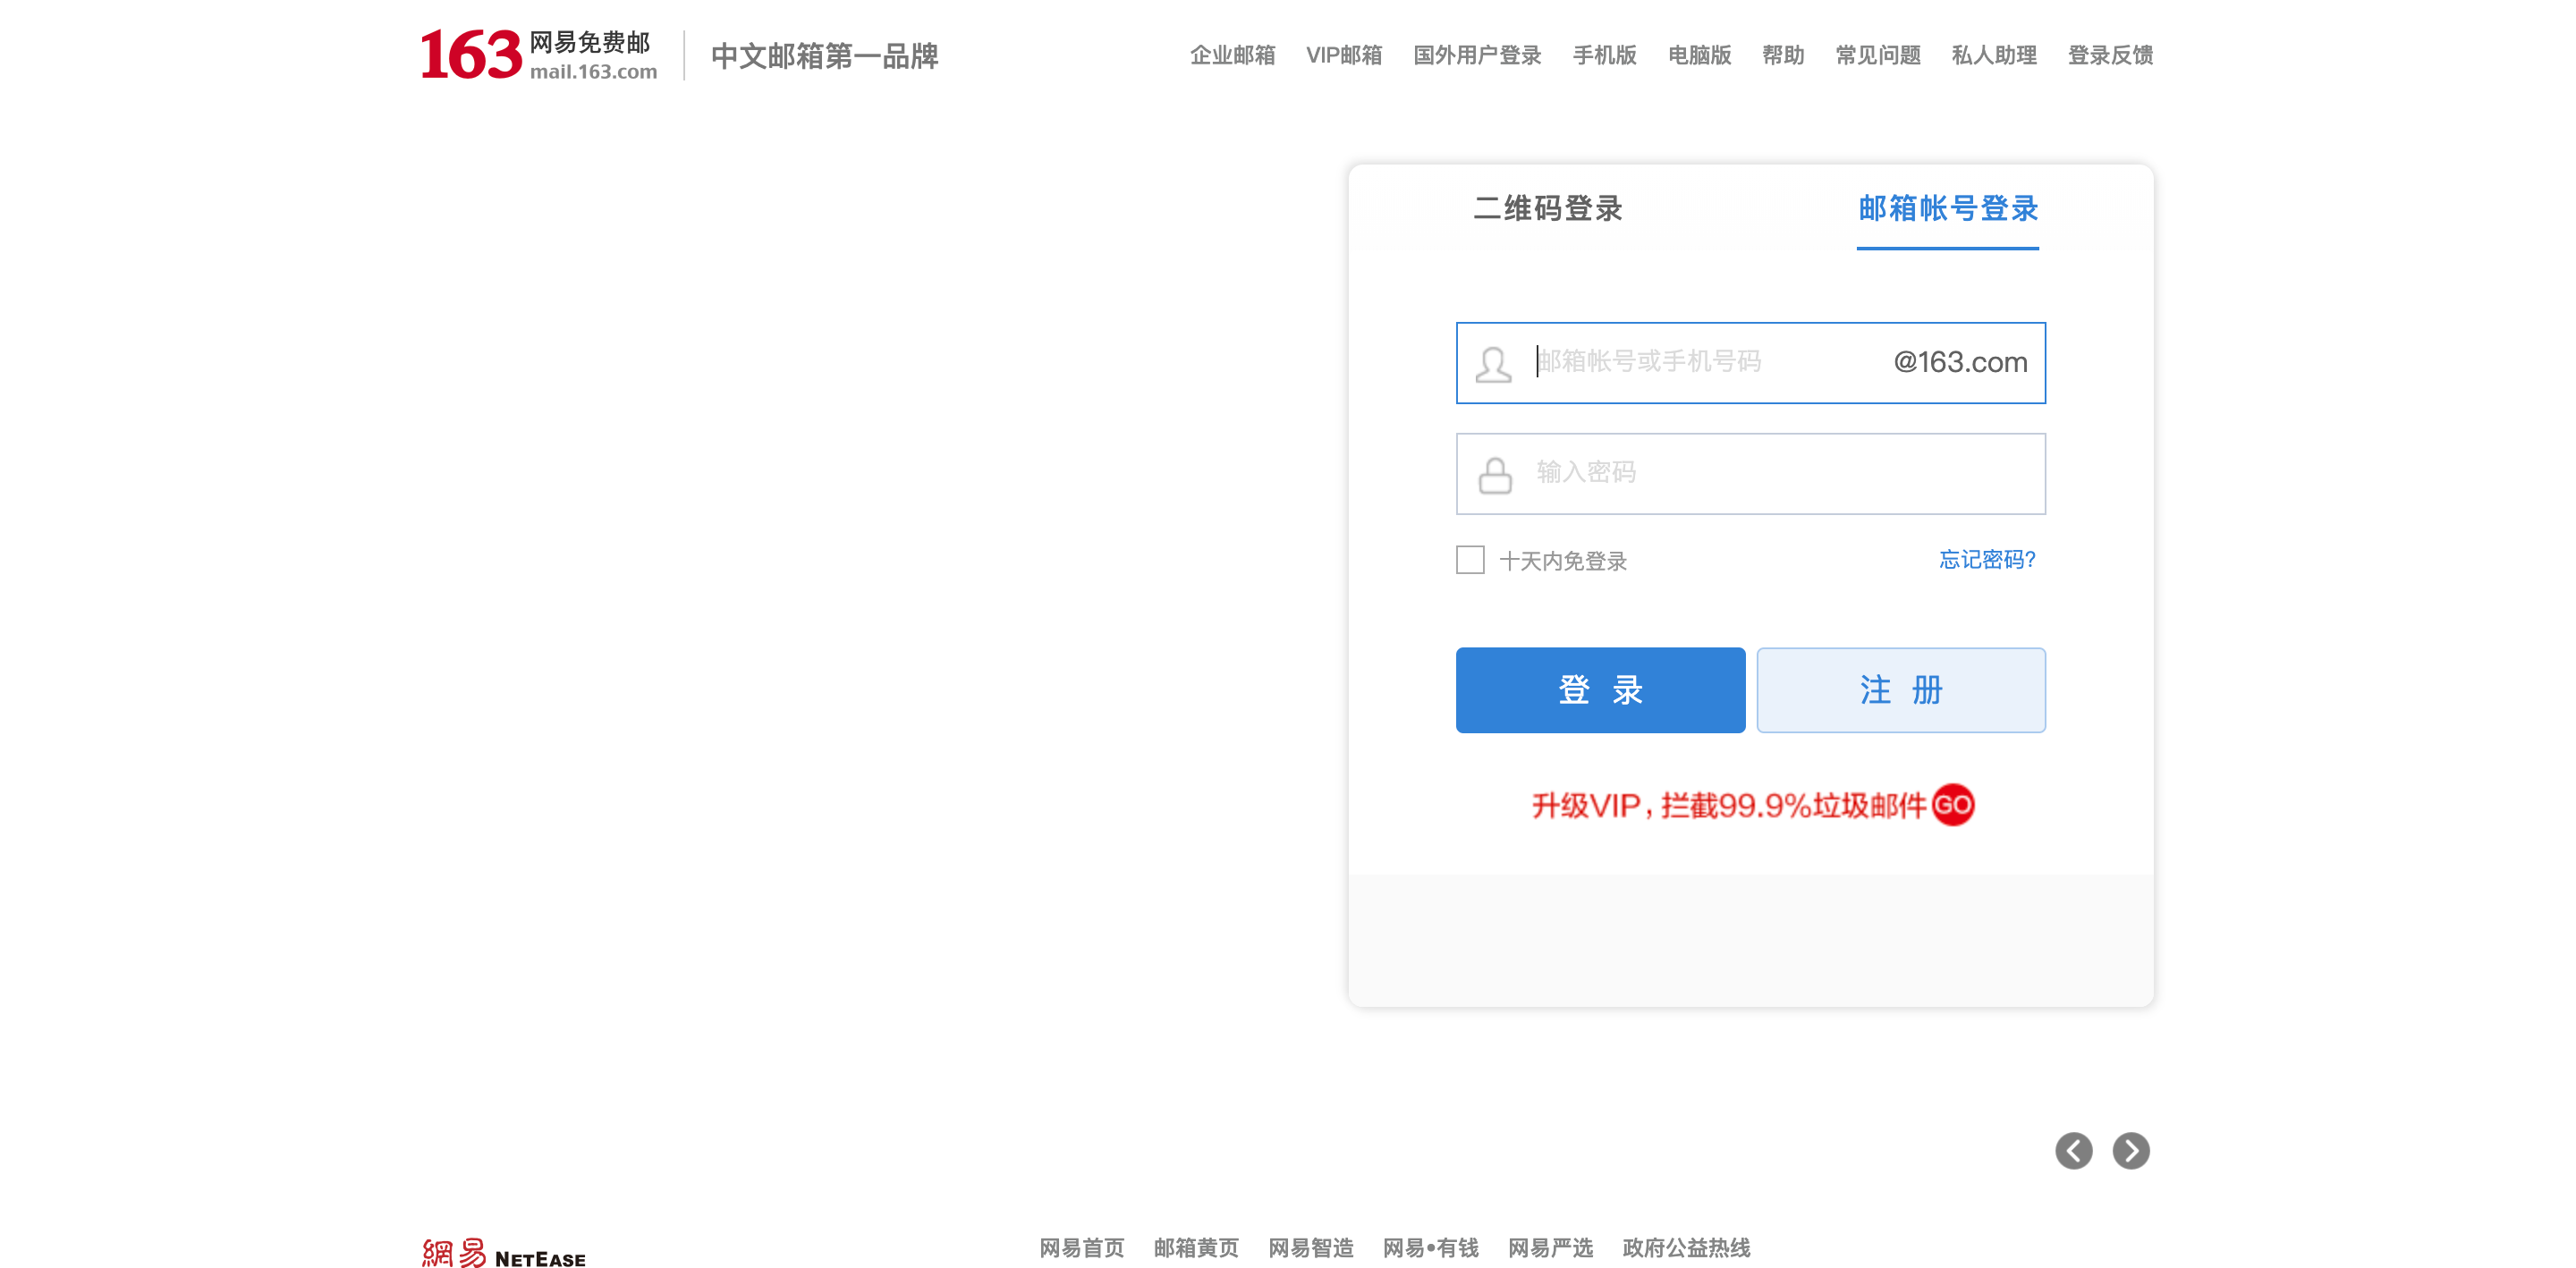 163 网易免费邮 mail.163.com 中文邮箱第一品牌
企业邮箱 VIP邮箱 国外用户登录 手机版 电脑版 帮助 常见问题 私人助理 登录反馈
二维码登录 邮箱帐号登录
邮箱帐号或手机号码 @163.com
输入密码
十天内免登录 忘记密码?
登 录 注 册
升级VIP，拦截99.9%垃圾邮件GO
網易 NETEASE
网易首页 邮箱黄页 网易智造 网易•有钱 网易严选 政府公益热线